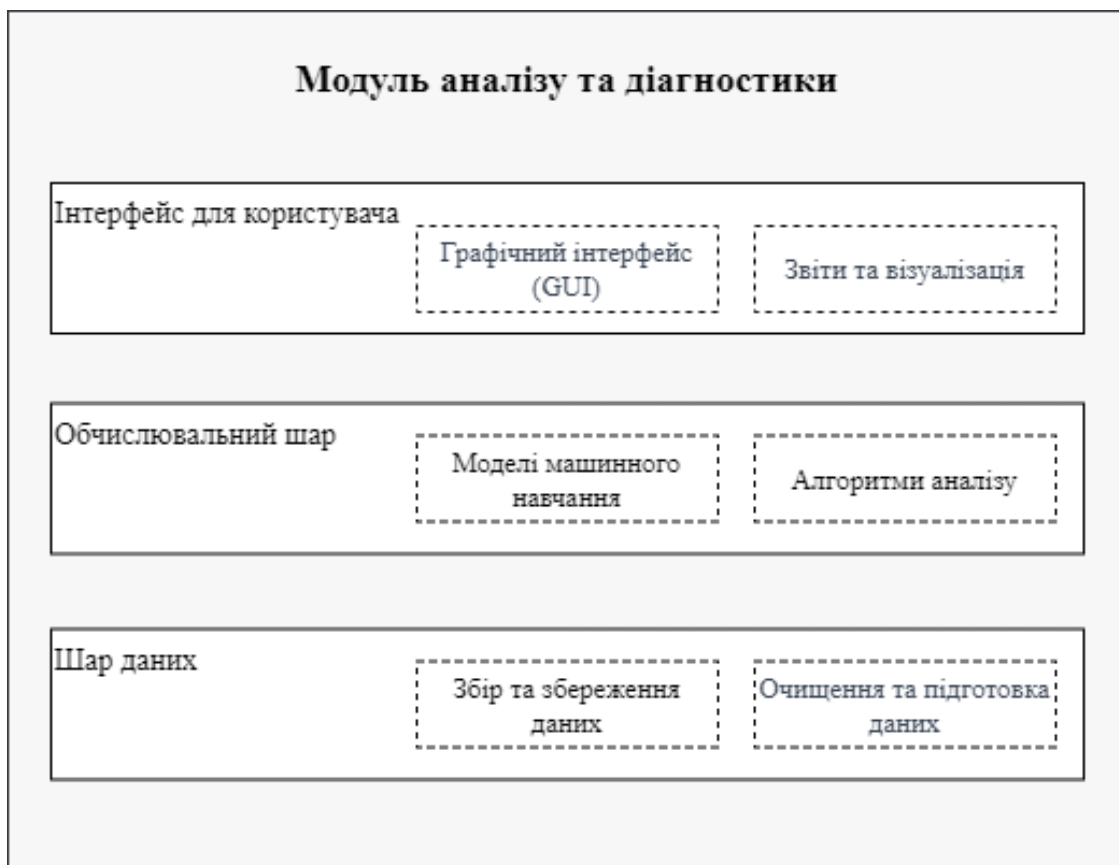 Модуль аналізу та діагностики
Інтерфейс для користувача
Графічний інтерфейс
(GUI)
Звіти та візуалізація
Обчислювальний шар
Моделі машинного
навчання
Алгоритми аналізу
Шар даних
Збір та збереження
даних
Очищення та підготовка
даних